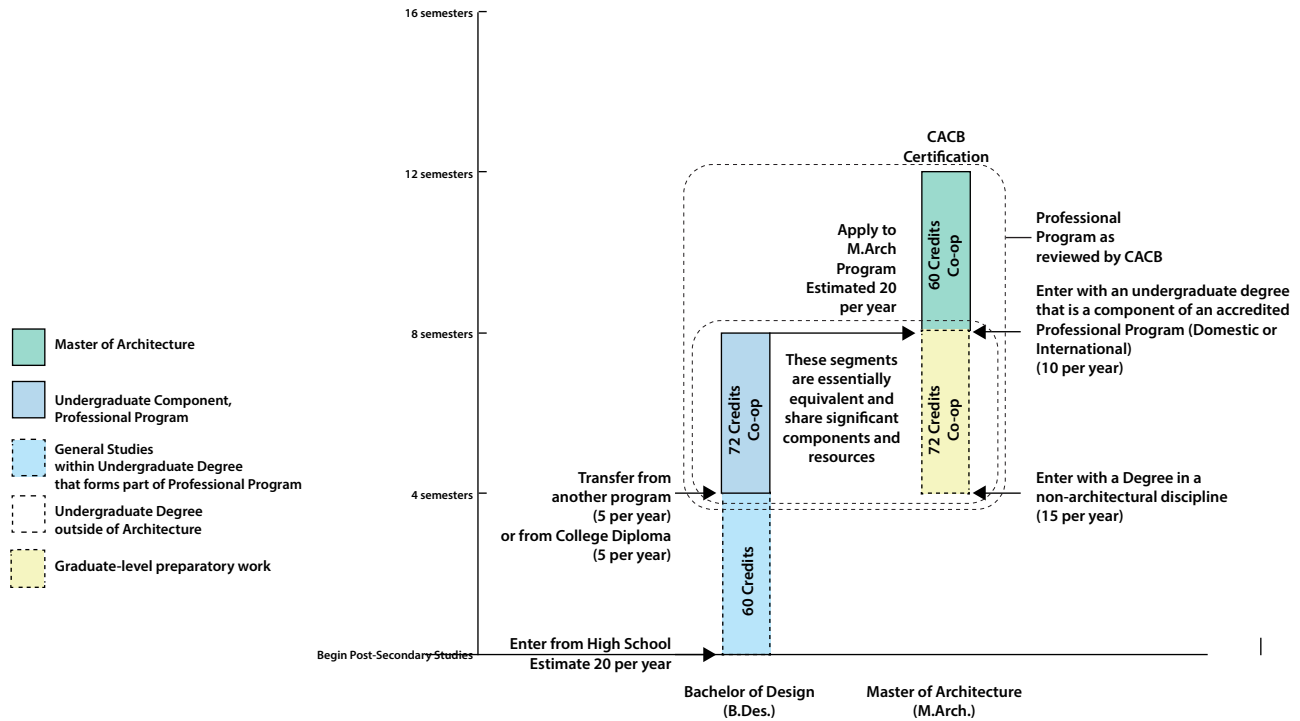 16 semesters
CACB
Certification
12 semesters
60 Credits
Co-op
Professional
Program as
reviewed by CACB
Apply to
M.Arch
Program
Estimated 20
per year
Enter with an undergraduate degree
that is a component of an accredited
Professional Program (Domestic or
International)
(10 per year)
Master of Architecture
8 semesters
Undergraduate Component,
Professional Program
72 Credits
Co-op
These segments
are essentially
equivalent and
share significant
components and
resources
72 Credits
Co-op
General Studies
within Undergraduate Degree
that forms part of Professional Program
4 semesters
Transfer from
another program
(5 per year)
or from College Diploma
(5 per year)
Enter with a Degree in a
non-architectural discipline
(15 per year)
Undergraduate Degree
outside of Architecture
Graduate-level preparatory work
60 Credits
Begin Post-Secondary Studies
Enter from High School
Estimate 20 per year
Bachelor of Design
(B.Des.)
Master of Architecture
(M.Arch.)